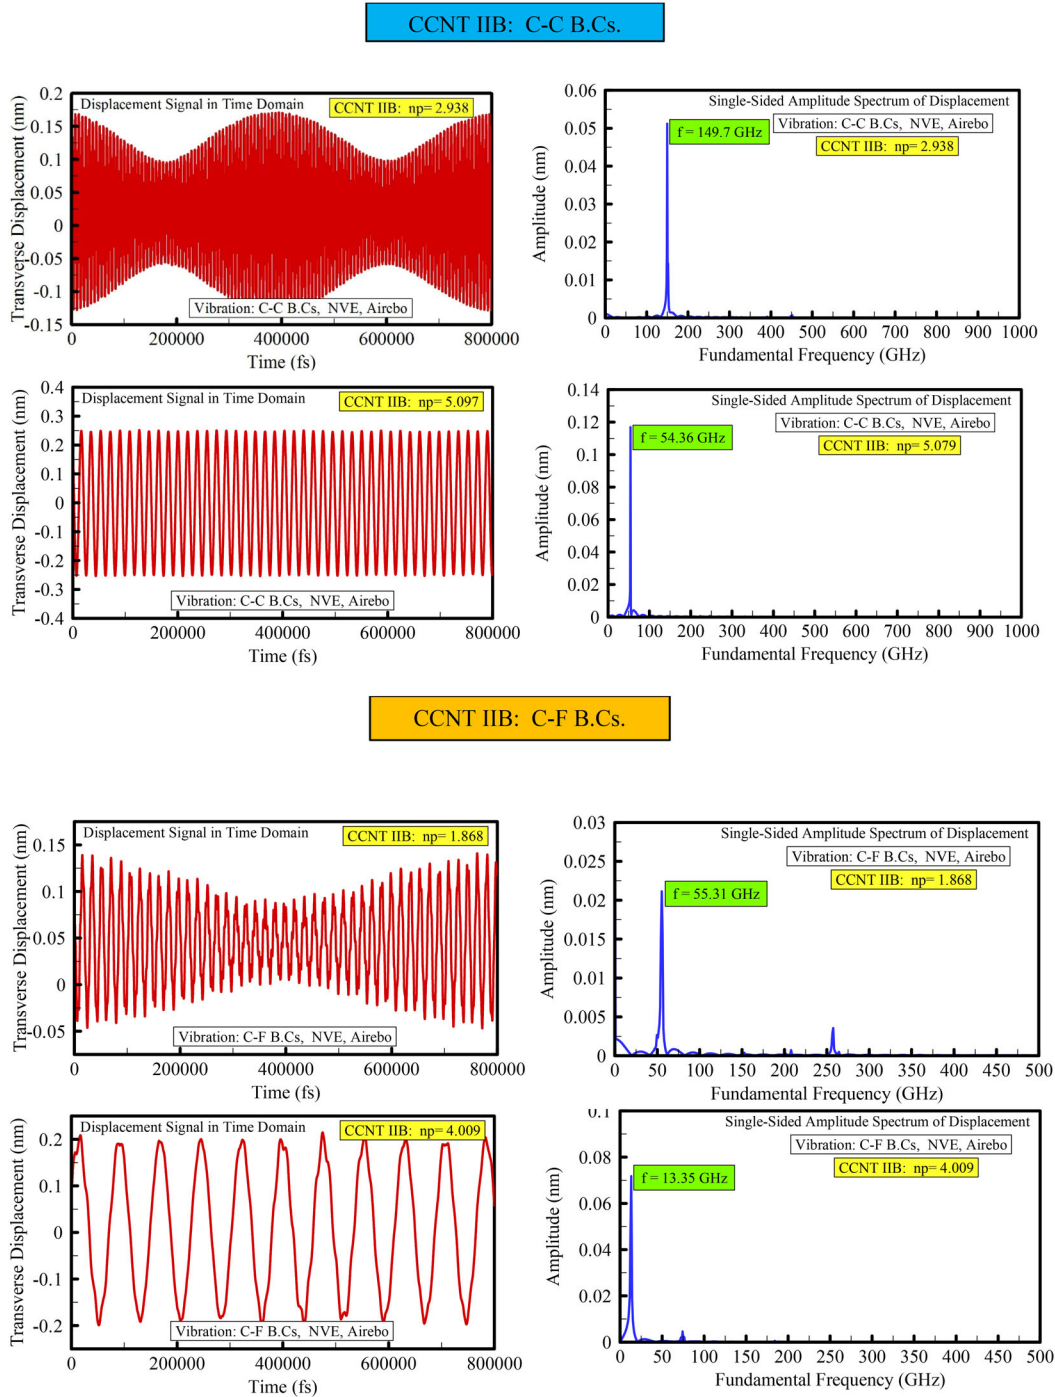 CCNT IIB: C-C B.Cs.
Transverse Displacement (nm)
0.2
0.15
0.1
0.05
0
-0.05
-0.1
-0.15
Displacement Signal in Time Domain
CCNT IIB: np= 2.938
Vibration: C-C B.Cs, NVE, Airebo
0
200000
400000
600000
800000
Time (fs)
Amplitude (nm)
0.06
0.05
0.04
0.03
0.02
0.01
0
Single-Sided Amplitude Spectrum of Displacement
Vibration: C-C B.Cs, NVE, Airebo
f = 149.7 GHz
CCNT IIB: np= 2.938
0
100
200
300
400
500
600
700
800
900
1000
Fundamental Frequency (GHz)
Transverse Displacement (nm)
0.4
0.3
0.2
0.1
0
-0.1
-0.2
-0.3
-0.4
Displacement Signal in Time Domain
CCNT IIB: np= 5.097
Vibration: C-C B.Cs, NVE, Airebo
0
200000
400000
600000
800000
Time (fs)
Amplitude (nm)
0.14
0.12
0.1
0.08
0.06
0.04
0.02
0
Single-Sided Amplitude Spectrum of Displacement
Vibration: C-C B.Cs, NVE, Airebo
f = 54.36 GHz
CCNT IIB: np= 5.079
0
100
200
300
400
500
600
700
800
900
1000
Fundamental Frequency (GHz)
CCNT IIB: C-F B.Cs.
Transverse Displacement (nm)
0.15
0.1
0.05
0
-0.05
Displacement Signal in Time Domain
CCNT IIB: np= 1.868
Vibration: C-F B.Cs, NVE, Airebo
0
200000
400000
600000
800000
Time (fs)
Amplitude (nm)
0.03
0.025
0.02
0.015
0.01
0.005
0
Single-Sided Amplitude Spectrum of Displacement
Vibration: C-F B.Cs, NVE, Airebo
CCNT IIB: np= 1.868
f = 55.31 GHz
0
50
100
150
200
250
300
350
400
450
500
Fundamental Frequency (GHz)
Transverse Displacement (nm)
0.2
0.1
0
-0.1
-0.2
Displacement Signal in Time Domain
CCNT IIB: np= 4.009
Vibration: C-F B.Cs, NVE, Airebo
0
200000
400000
600000
800000
Time (fs)
Amplitude (nm)
0.1
0.08
0.06
0.04
0.02
0
Single-Sided Amplitude Spectrum of Displacement
Vibration: C-F B.Cs, NVE, Airebo
CCNT IIB: np= 4.009
f = 13.35 GHz
0
50
100
150
200
250
300
350
400
450
500
Fundamental Frequency (GHz)